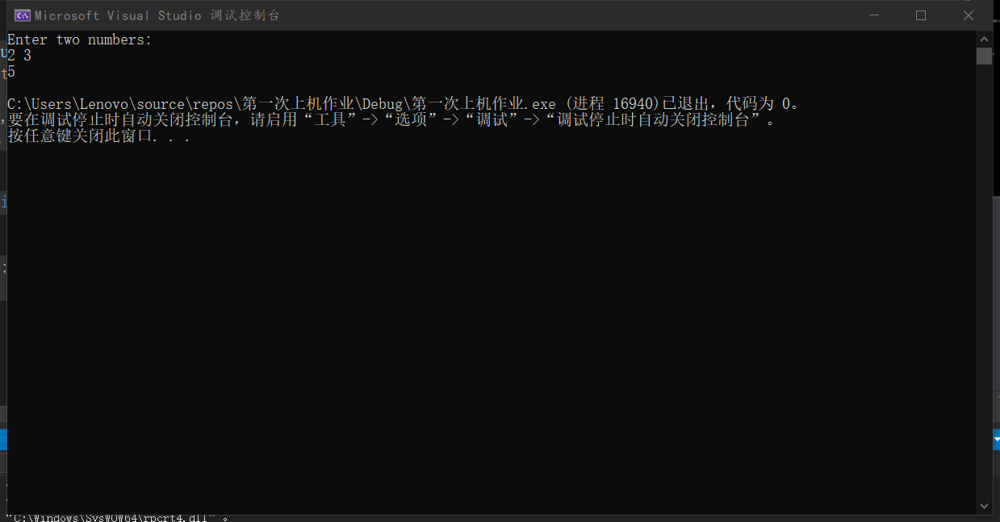 Microsoft Visual Studio 调试控制台
Enter two numbers:
2 3
5
C:\Users\Lenovo\source\repos\第一次上机作业\Debug\第一次上机作业.exe (进程 16940)已退出，代码为 0。
要在调试停止时自动关闭控制台，请启用“工具”->“选项”->“调试”->“调试停止时自动关闭控制台”。
按任意键关闭此窗口. . .
“C:\Windows\SysWOW64\rpcrt4.dll”。